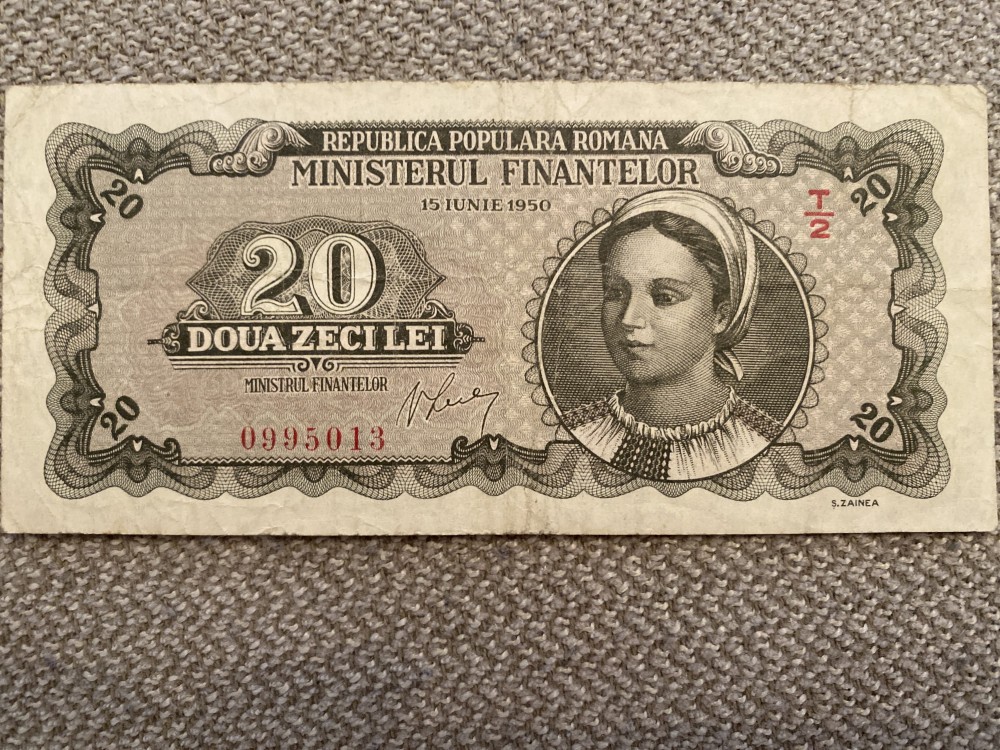 REPUBLICA POPULARA ROMANA
MINISTERUL FINANTELOR
15 IUNIE 1950
20
20
T
2
20
DOUA ZECI LEI
MINISTRUL FINANTELOR
20
20
0995013
Ș.ZAINEA